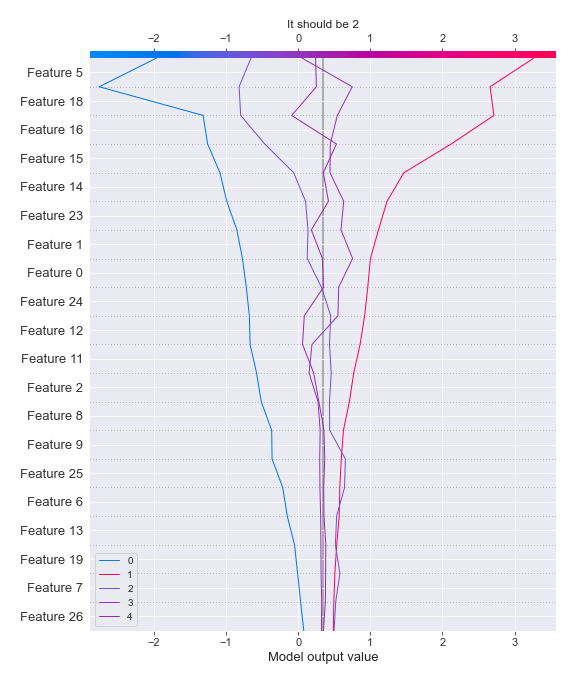 It should be 2
−2 −1 0 1 2 3
Feature 5
Feature 18
Feature 16
Feature 15
Feature 14
Feature 23
Feature 1
Feature 0
Feature 24
Feature 12
Feature 11
Feature 2
Feature 8
Feature 9
Feature 25
Feature 6
Feature 13
Feature 19
Feature 7
Feature 26
0
1
2
3
4
−2 −1 0 1 2 3
Model output value